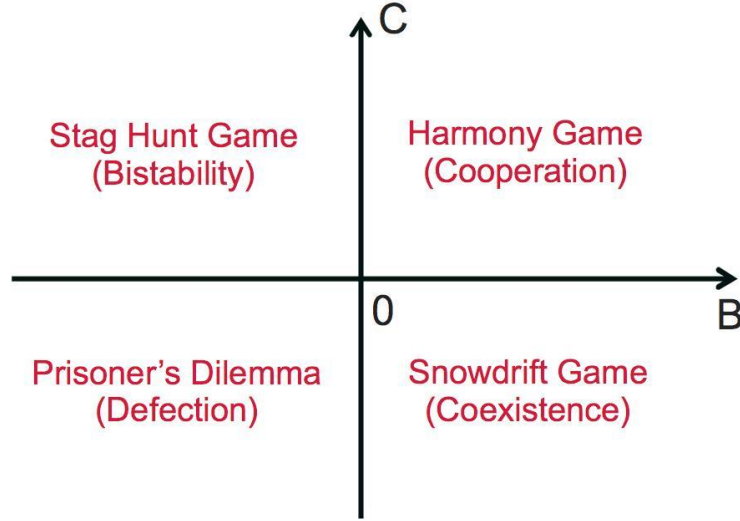 C
Stag Hunt Game
(Bistability)
Harmony Game
(Cooperation)
0
B
Prisoner’s Dilemma
(Defection)
Snowdrift Game
(Coexistence)